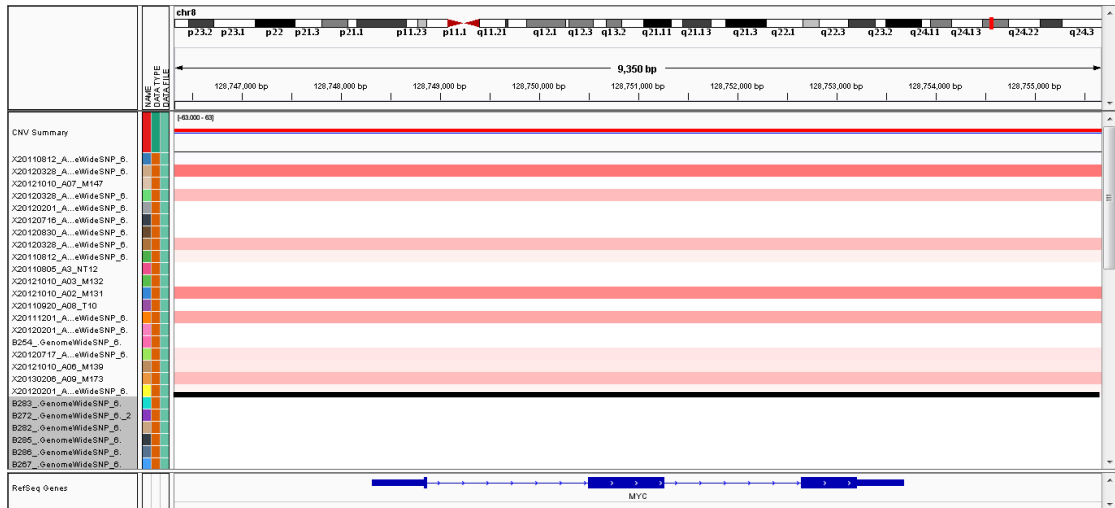 chr8
p23.2 p23.1 p22 p21.3 p21.1 p11.23 p11.1 q11.21 q12.1 q12.3 q13.2 q21.11 q21.13 q21.3 q22.1 q22.3 q23.2 q23.3 q24.11 q24.13 q24.22 q24.3
9,350 bp
NAME
DATA TYPE
DATA FILE
128,747,000 bp 128,748,000 bp 128,749,000 bp 128,750,000 bp 128,751,000 bp 128,752,000 bp 128,753,000 bp 128,754,000 bp 128,755,000 bp
[-63.000 - 63]
CNV Summary
X20110812_A...eWideSNP_6.
X20120328_A...eWideSNP_6.
X20121010_A07_M147
X20120328_A...eWideSNP_6.
X20120201_A...eWideSNP_6.
X20120716_A...eWideSNP_6.
X20120830_A...eWideSNP_6.
X20120328_A...eWideSNP_6.
X20110812_A...eWideSNP_6.
X20110805_A3_NT12
X20121010_A03_M132
X20121010_A02_M131
X20110920_A08_T10
X20111201_A...eWideSNP_6.
X20120201_A...eWideSNP_6.
B254_.GenomeWideSNP_6.
X20120717_A...eWideSNP_6.
X20121010_A06_M139
X20130206_A09_M173
X20120201_A...eWideSNP_6.
B283_.GenomeWideSNP_6.
B272_.GenomeWideSNP_6._2
B282_.GenomeWideSNP_6.
B285_.GenomeWideSNP_6.
B286_.GenomeWideSNP_6.
B267_.GenomeWideSNP_6.
RefSeq Genes
MYC